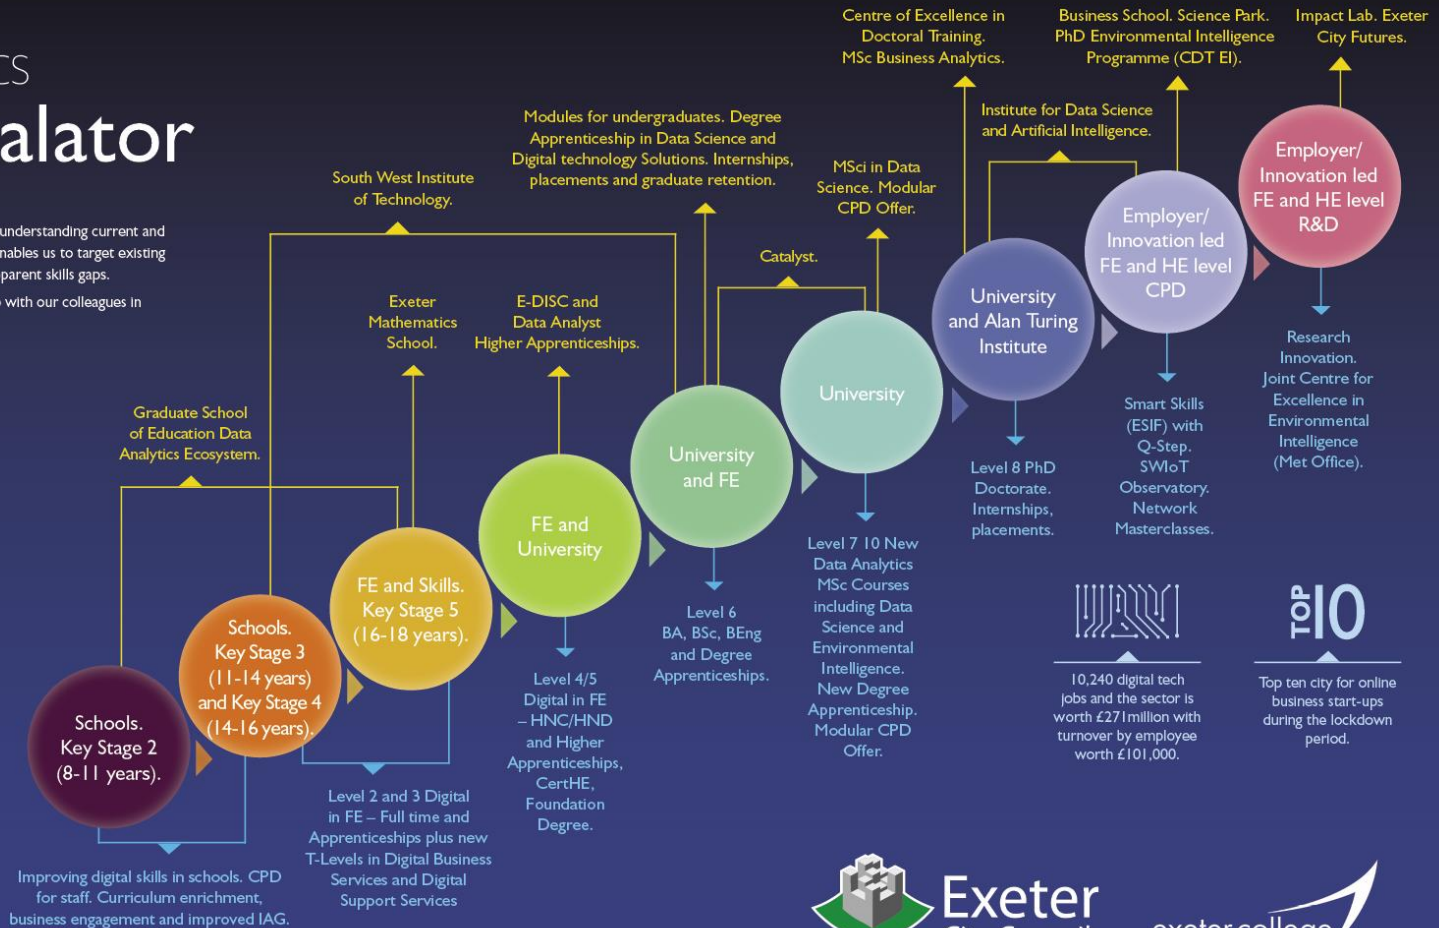 CS
alator
understanding current and
nables us to target existing
parent skills gaps.
with our colleagues in
Graduate School
of Education Data
Analytics Ecosystem.
South West Institute
of Technology.
Exeter
Mathematics
School.
E-DISC and
Data Analyst
Higher Apprenticeships.
Modules for undergraduates. Degree
Apprenticeship in Data Science and
Digital technology Solutions. Internships,
placements and graduate retention.
Catalyst.
MSci in Data
Science. Modular
CPD Offer.
Centre of Excellence in
Doctoral Training.
MSc Business Analytics.
Institute for Data Science
and Artificial Intelligence.
Business School. Science Park.
PhD Environmental Intelligence
Programme (CDT EI).
Impact Lab. Exeter
City Futures.
Schools.
Key Stage 2
(8-11 years).
Schools.
Key Stage 3
(11-14 years)
and Key Stage 4
(14-16 years).
FE and Skills.
Key Stage 5
(16-18 years).
FE and
University
University
and FE
University
University
and Alan Turing
Institute
Employer/
Innovation led
FE and HE level
CPD
Employer/
Innovation led
FE and HE level
R&D
Improving digital skills in schools. CPD
for staff. Curriculum enrichment,
business engagement and improved IAG.
Level 2 and 3 Digital
in FE – Full time and
Apprenticeships plus new
T-Levels in Digital Business
Services and Digital
Support Services
Level 4/5
Digital in FE
– HNC/HND
and Higher
Apprenticeships,
CertHE,
Foundation
Degree.
Level 6
BA, BSc, BEng
and Degree
Apprenticeships.
Level 7 10 New
Data Analytics
MSc Courses
including Data
Science and
Environmental
Intelligence.
New Degree
Apprenticeship.
Modular CPD
Offer.
Level 8 PhD
Doctorate.
Internships,
placements.
Smart Skills
(ESIF) with
Q-Step.
SWIoT
Observatory.
Network
Masterclasses.
Research
Innovation.
Joint Centre for
Excellence in
Environmental
Intelligence
(Met Office).
10,240 digital tech
jobs and the sector is
worth £271million with
turnover by employee
worth £101,000.
TOP 10
Top ten city for online
business start-ups
during the lockdown
period.
Exeter
City Council
exeter college